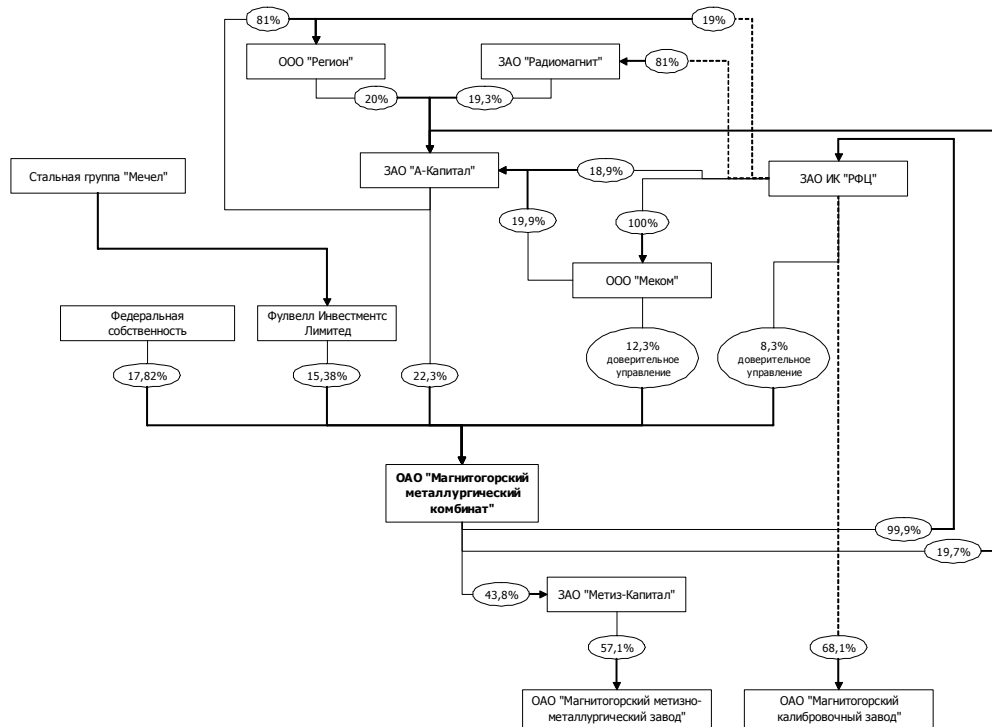 81%
19%
ООО "Регион"
ЗАО "Радиомагнит"
81%
20%
19,3%
Стальная группа "Мечел"
ЗАО "А-Капитал"
18,9%
ЗАО ИК "РФЦ"
19,9%
100%
ООО "Меком"
Федеральная
собственность
Фулвелл Инвестментс
Лимитед
12,3%
доверительное
управление
8,3%
доверительное
управление
17,82%
15,38%
22,3%
ОАО "Магнитогорский
металлургический
комбинат"
99,9%
19,7%
43,8%
ЗАО "Метиз-Капитал"
57,1%
68,1%
ОАО "Магнитогорский метизно-
металлургический завод"
ОАО "Магнитогорский
калибровочный завод"